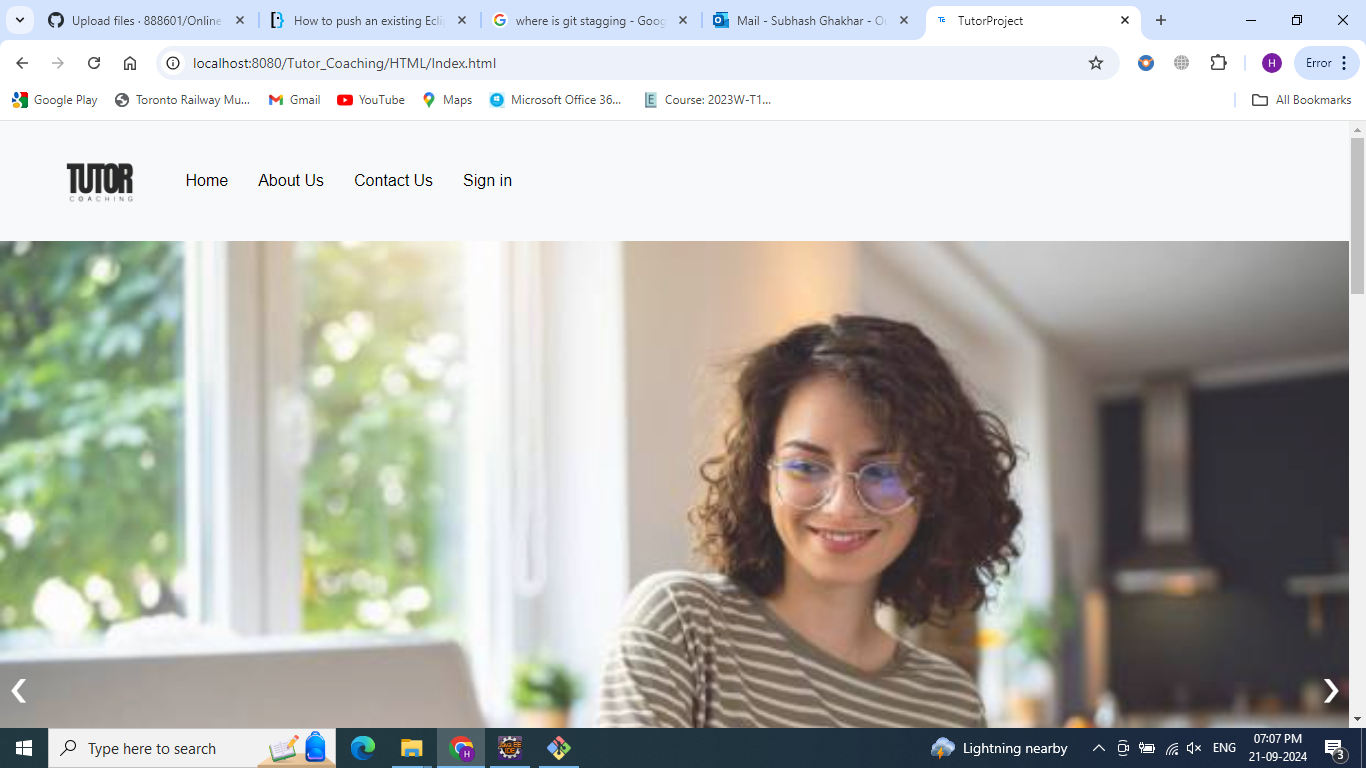 Upload files · 888601/Online
How to push an existing Ecli
where is git stagging - Goog
Mail - Subhash Ghakhar - Ou
TutorProject
localhost:8080/Tutor_Coaching/HTML/Index.html
H
Error
Google Play
Toronto Railway Mu...
Gmail
YouTube
Maps
Microsoft Office 36...
Course: 2023W-T1...
All Bookmarks
TUTOR
COACHING
Home
About Us
Contact Us
Sign in
Type here to search
Lightning nearby
ENG
07:07 PM
21-09-2024
3